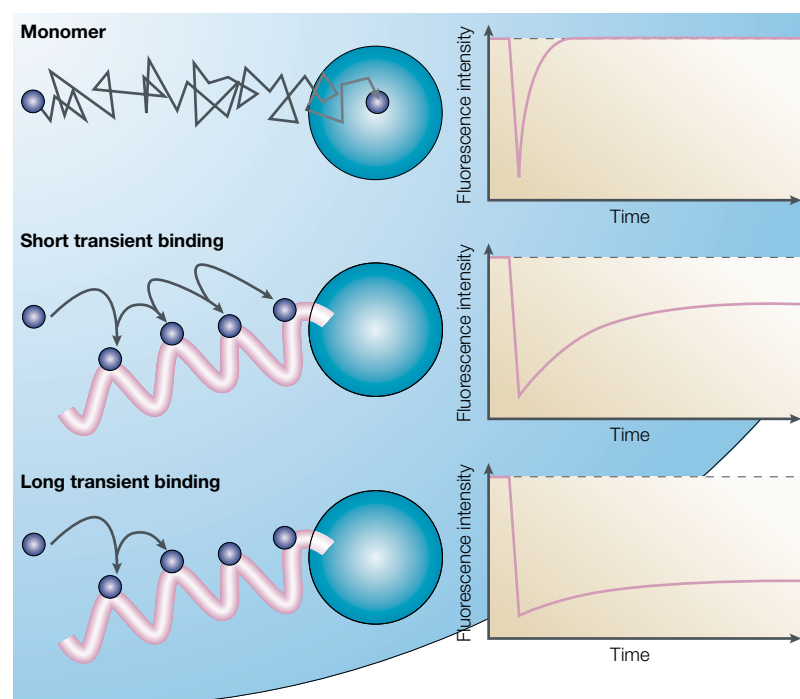 Monomer
Fluorescence intensity
Time
Short transient binding
Fluorescence intensity
Time
Long transient binding
Fluorescence intensity
Time